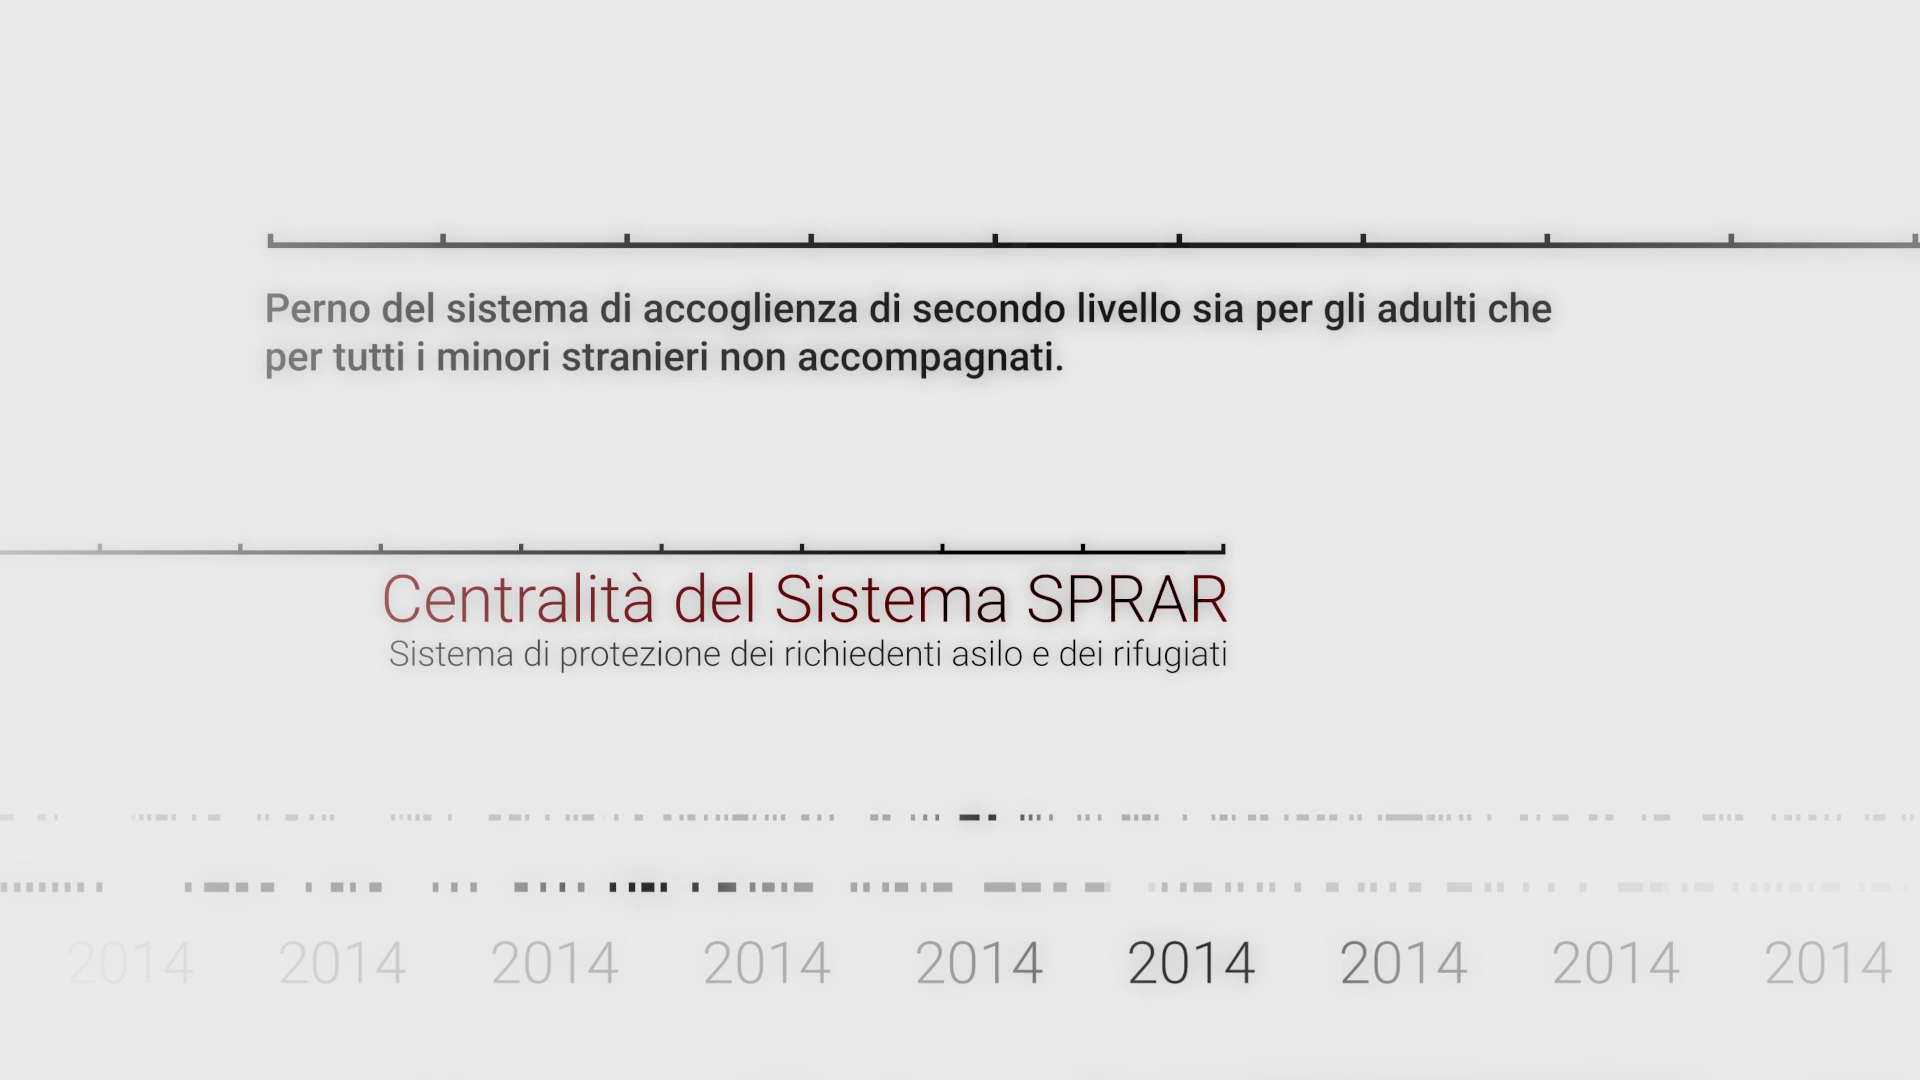 Perno del sistema di accoglienza di secondo livello sia per gli adulti che
per tutti i minori stranieri non accompagnati.
Centralità del Sistema SPRAR
Sistema di protezione dei richiedenti asilo e dei rifugiati
2014 2014 2014 2014 2014 2014 2014 2014 2014